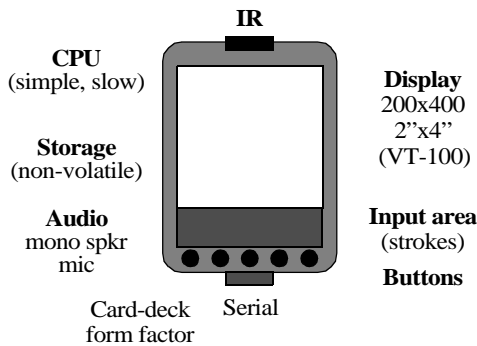 IR
CPU
(simple, slow)
Storage
(non-volatile)
Audio
mono spkr
mic
Display
200x400
2”x4”
(VT-100)
Input area
(strokes)
Buttons
Card-deck
form factor
Serial